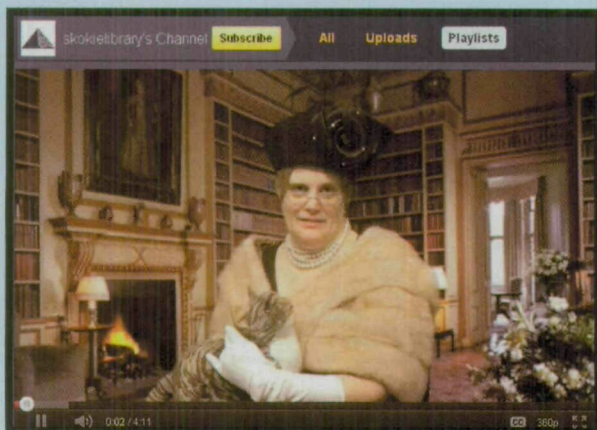 skokielibrary's Channel Subscribe All Uploads Playlists
0:02 / 4:11 CC 360p